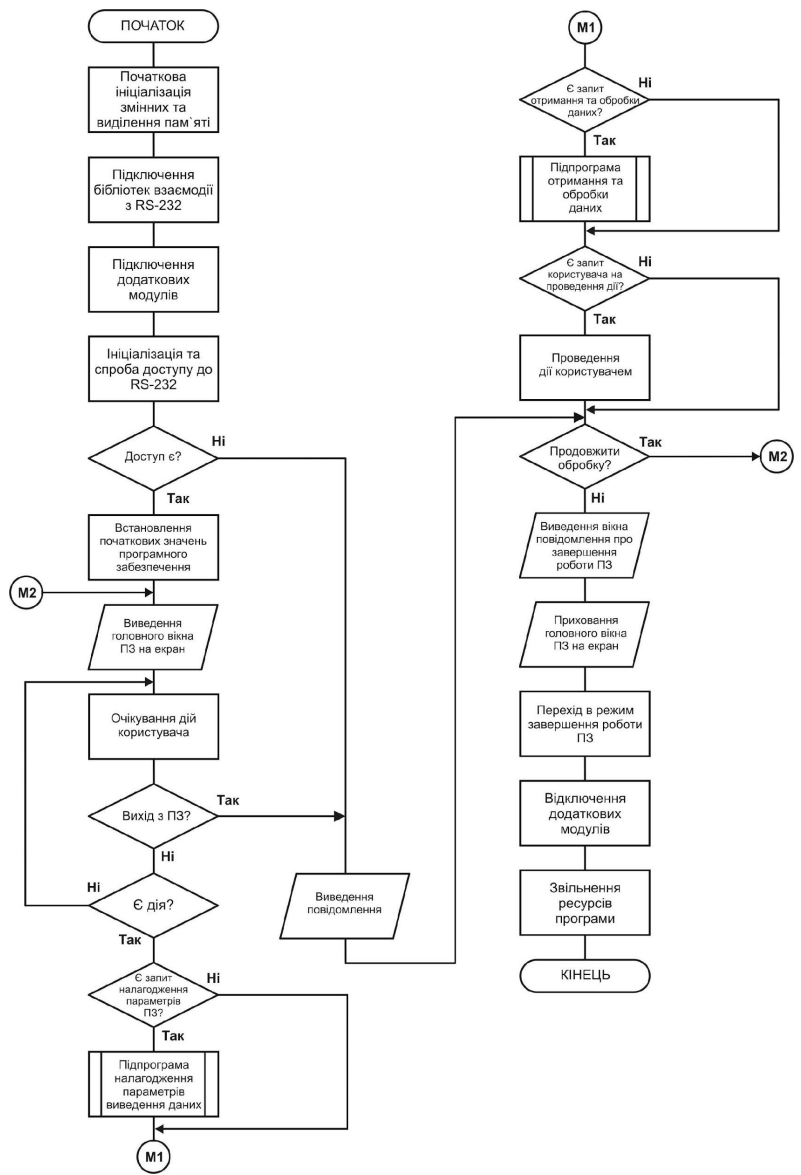 ПОЧАТОК
Початкова
ініціалізація
змінних та
виділення пам`яті
Підключення
бібліотек взаємодії
з RS-232
Підключення
додаткових
модулів
Ініціалізація та
спроба доступу до
RS-232
Доступ є?
Ні
Так
Встановлення
початкових значень
програмного
забезпечення
М2
Виведення
головного вікна
ПЗ на екран
Очікування дій
користувача
Вихід з ПЗ?
Так
Ні
Є дія?
Ні
Так
Є запит
налагодження
параметрів
ПЗ?
Ні
Так
Підпрограма
налагодження
параметрів
виведення даних
М1
Виведення
повідомлення
М1
Є запит
отримання та обробки
даних?
Ні
Так
Підпрограма
отримання та
обробки
даних
Є запит
користувача на
проведення дії?
Ні
Так
Проведення
дії користувачем
Продовжити
обробку?
Так
М2
Ні
Виведення вікна
повідомлення про
завершення
роботи ПЗ
Приховання
головного вікна
ПЗ на екран
Перехід в режим
завершення роботи
ПЗ
Відключення
додаткових
модулів
Звільнення
ресурсів
програми
КІНЕЦЬ